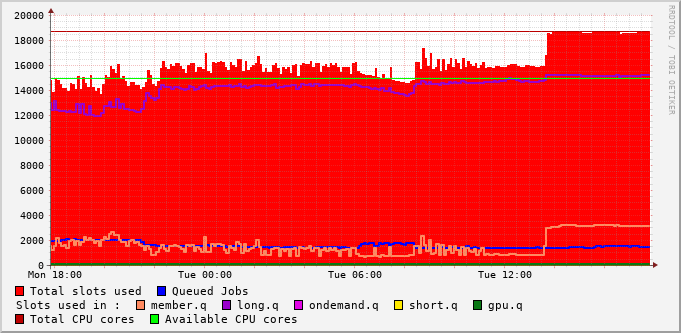 20000
18000
16000
14000
12000
10000
8000
6000
4000
2000
0
Mon 18:00 Tue 00:00 Tue 06:00 Tue 12:00
Total slots used Queued Jobs
Slots used in : member.q long.q ondemand.q short.q gpu.q
Total CPU cores Available CPU cores
RRDTOOL / TOBI OETIKER